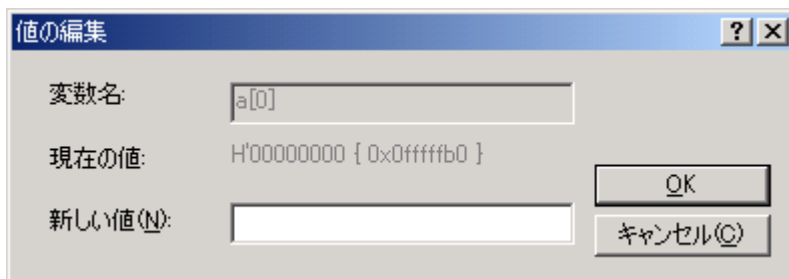 値の編集
変数名:
a[0]
現在の値:
H'00000000 { 0x0fffffb0 }
新しい値(N):
OK
キャンセル(C)